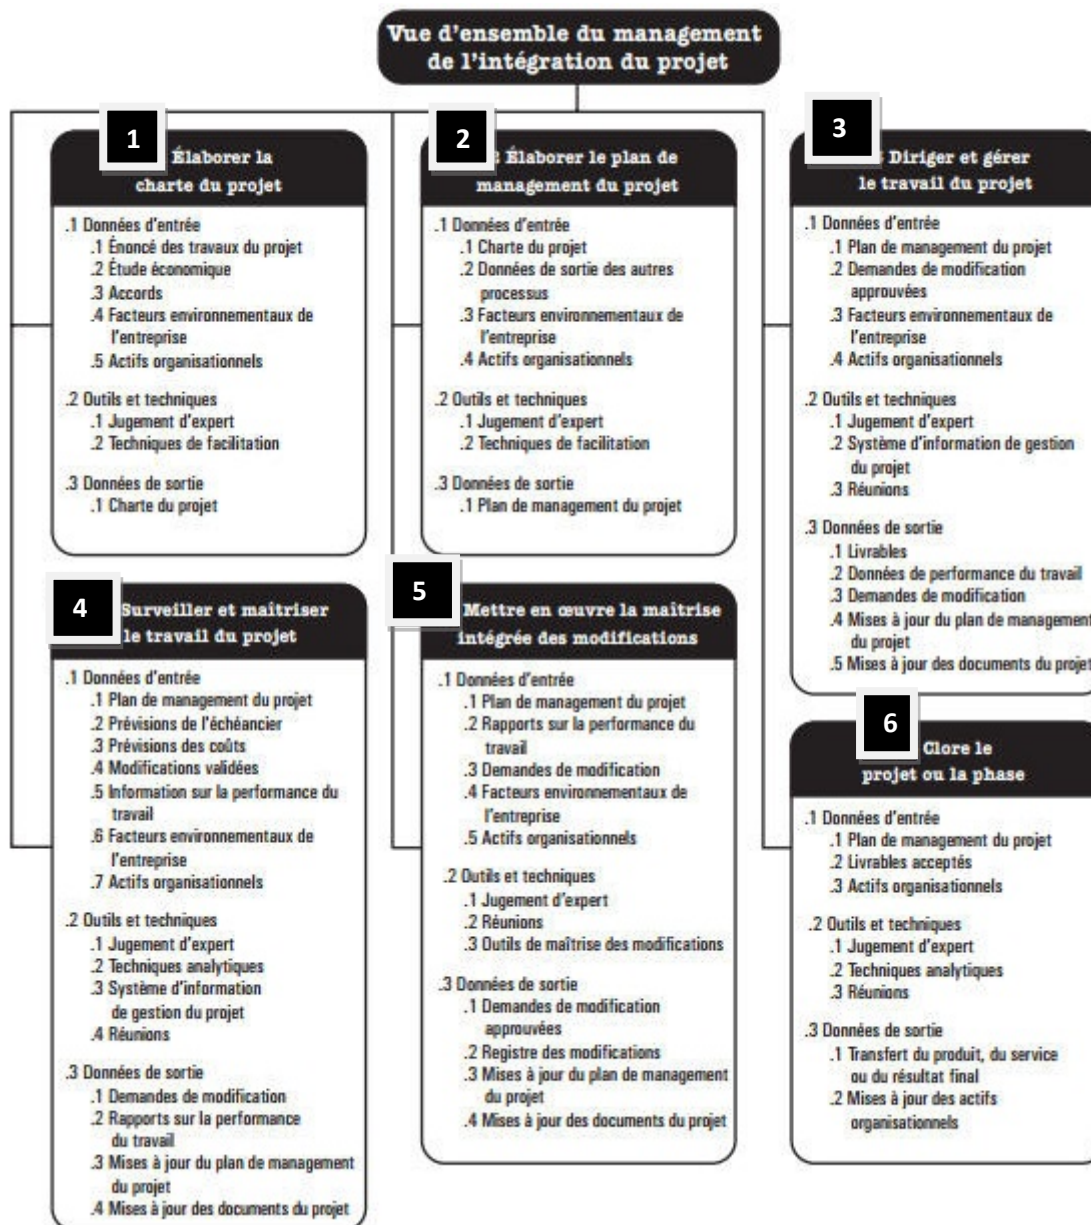 Vue d'ensemble du management
de l'intégration du projet
1
Élaborer la
charte du projet
.1 Données d'entrée
.1 Énoncé des travaux du projet
.2 Étude économique
.3 Accords
.4 Facteurs environnementaux de
l'entreprise
.5 Actifs organisationnels
.2 Outils et techniques
.1 Jugement d'expert
.2 Techniques de facilitation
.3 Données de sortie
.1 Charte du projet
2
Élaborer le plan de
management du projet
.1 Données d'entrée
.1 Charte du projet
.2 Données de sortie des autres
processus
.3 Facteurs environnementaux de
l'entreprise
.4 Actifs organisationnels
.2 Outils et techniques
.1 Jugement d'expert
.2 Techniques de facilitation
.3 Données de sortie
.1 Plan de management du projet
3
Diriger et gérer
le travail du projet
.1 Données d'entrée
.1 Plan de management du projet
.2 Demandes de modification
approuvées
.3 Facteurs environnementaux de
l'entreprise
.4 Actifs organisationnels
.2 Outils et techniques
.1 Jugement d'expert
.2 Système d'information de gestion
du projet
.3 Réunions
.3 Données de sortie
.1 Livrables
.2 Données de performance du travail
.3 Demandes de modification
.4 Mises à jour du plan de management
du projet
.5 Mises à jour des documents du projet
4
Surveiller et maîtriser
le travail du projet
.1 Données d'entrée
.1 Plan de management du projet
.2 Prévisions de l'échéancier
.3 Prévisions des coûts
.4 Modifications validées
.5 Information sur la performance du
travail
.6 Facteurs environnementaux de
l'entreprise
.7 Actifs organisationnels
.2 Outils et techniques
.1 Jugement d'expert
.2 Techniques analytiques
.3 Système d'information
de gestion du projet
.4 Réunions
.3 Données de sortie
.1 Demandes de modification
.2 Rapports sur la performance
du travail
.3 Mises à jour du plan de management
du projet
.4 Mises à jour des documents du projet
5
Mettre en œuvre la maîtrise
intégrée des modifications
.1 Données d'entrée
.1 Plan de management du projet
.2 Rapports sur la performance du
travail
.3 Demandes de modification
.4 Facteurs environnementaux de
l'entreprise
.5 Actifs organisationnels
.2 Outils et techniques
.1 Jugement d'expert
.2 Réunions
.3 Outils de maîtrise des modifications
.3 Données de sortie
.1 Demandes de modification
approuvées
.2 Registre des modifications
.3 Mises à jour du plan de management
du projet
.4 Mises à jour des documents du projet
6
Clore le
projet ou la phase
.1 Données d'entrée
.1 Plan de management du projet
.2 Livrables acceptés
.3 Actifs organisationnels
.2 Outils et techniques
.1 Jugement d'expert
.2 Techniques analytiques
.3 Réunions
.3 Données de sortie
.1 Transfert du produit, du service
ou du résultat final
.2 Mises à jour des actifs
organisationnels